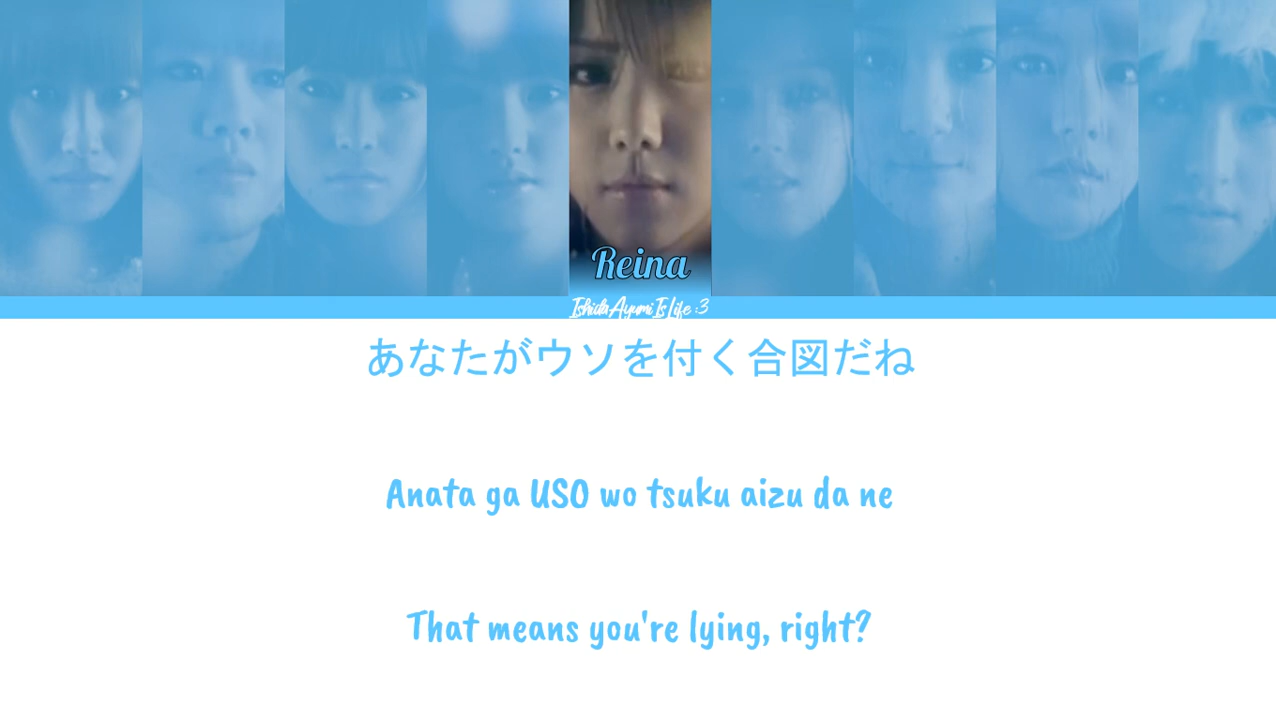 Reina
IshidaAyumiIsLife :3
あなたがウソを付く合図だね
Anata ga USO wo tsuku aizu da ne
That means you're lying, right?